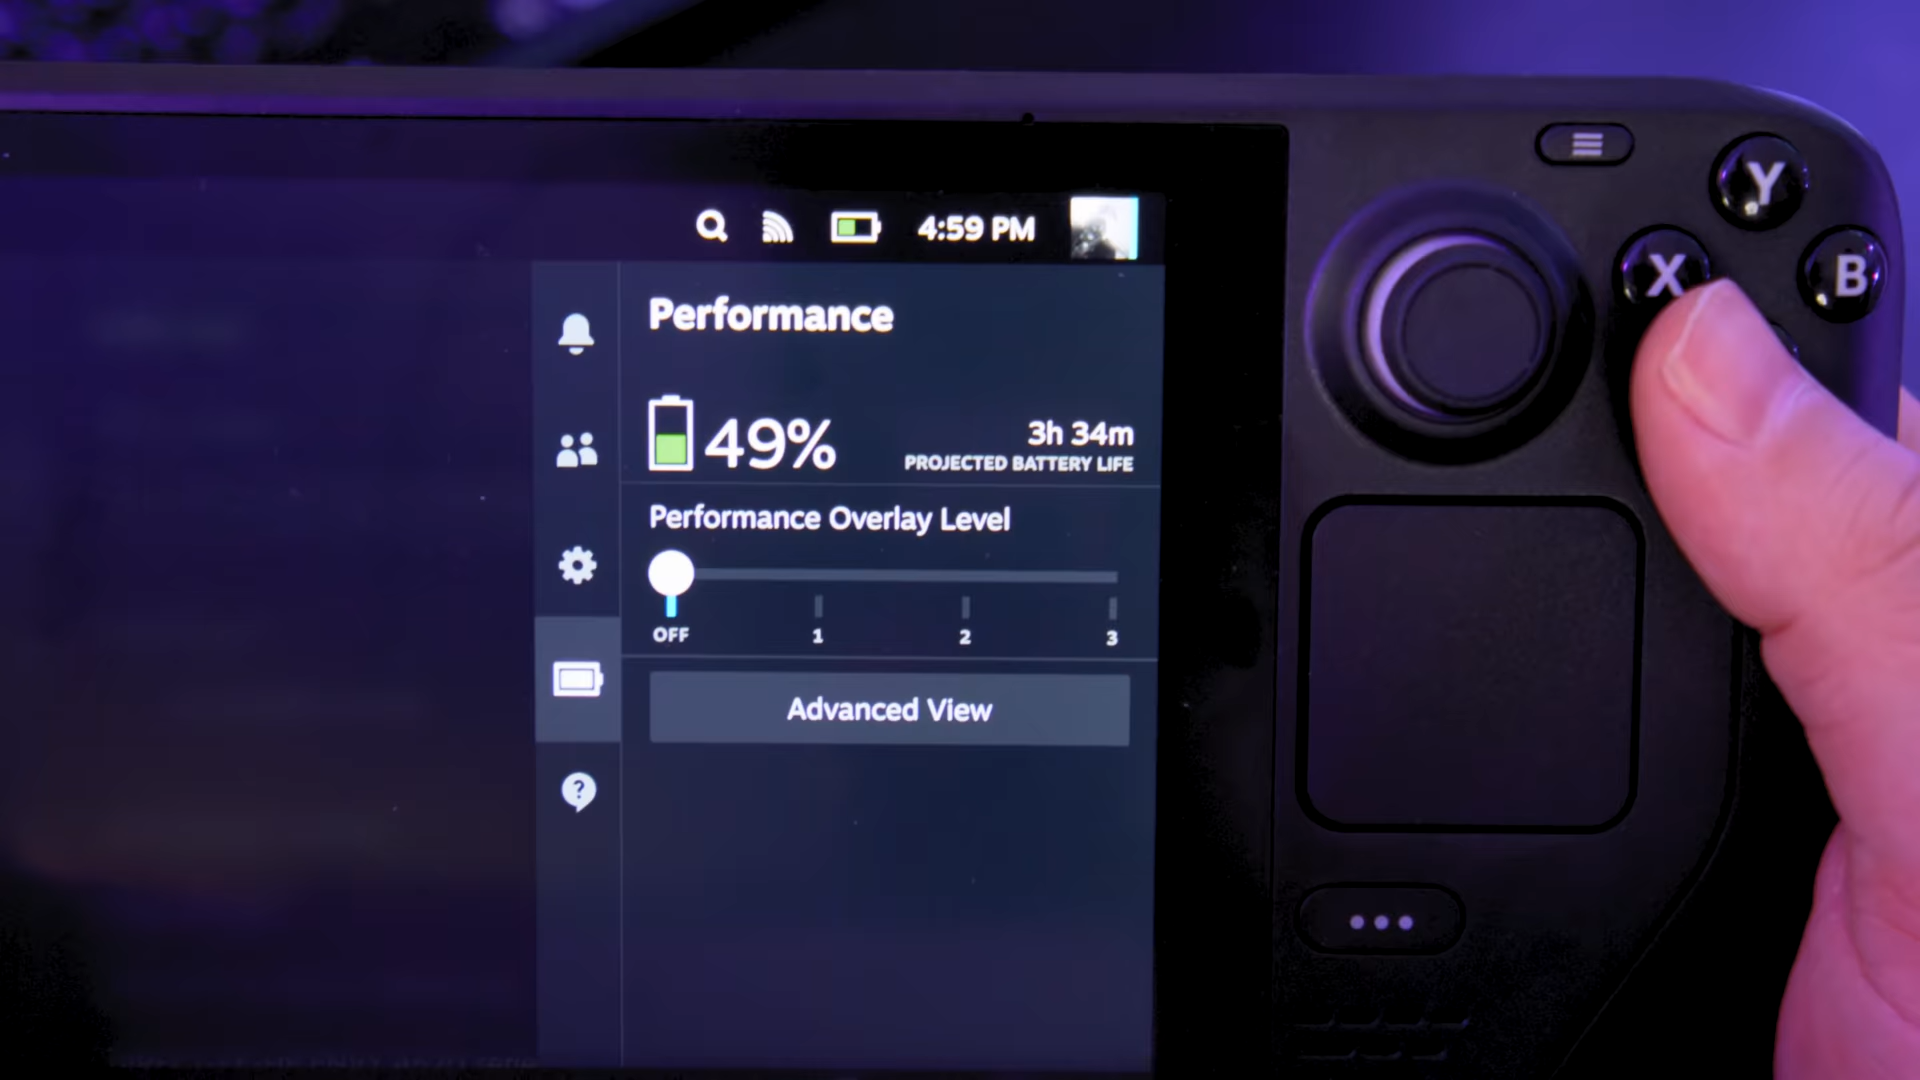 4:59 PM
Performance
49%
3h 34m
PROJECTED BATTERY LIFE
Performance Overlay Level
OFF 1 2 3
Advanced View
?
Y
X
B